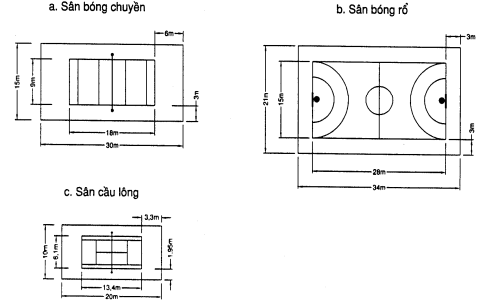 a. Sân bóng chuyền
6m
15m
9m
3m
18m
30m
b. Sân bóng rổ
3m
21m
15m
3m
28m
34m
c. Sân cầu lông
3,3m
10m
6,1m
1,95m
13,4m
20m